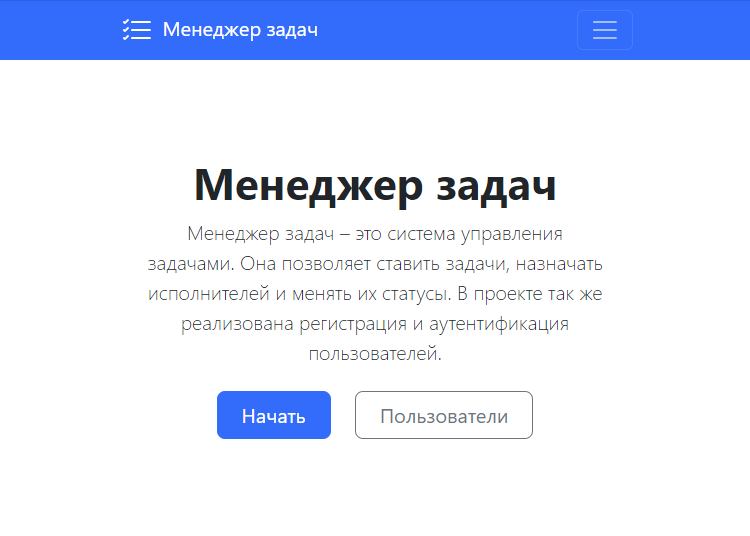 Менеджер задач
Менеджер задач
Менеджер задач – это система управления
задачами. Она позволяет ставить задачи, назначать
исполнителей и менять их статусы. В проекте так же
реализована регистрация и аутентификация
пользователей.
Начать
Пользователи